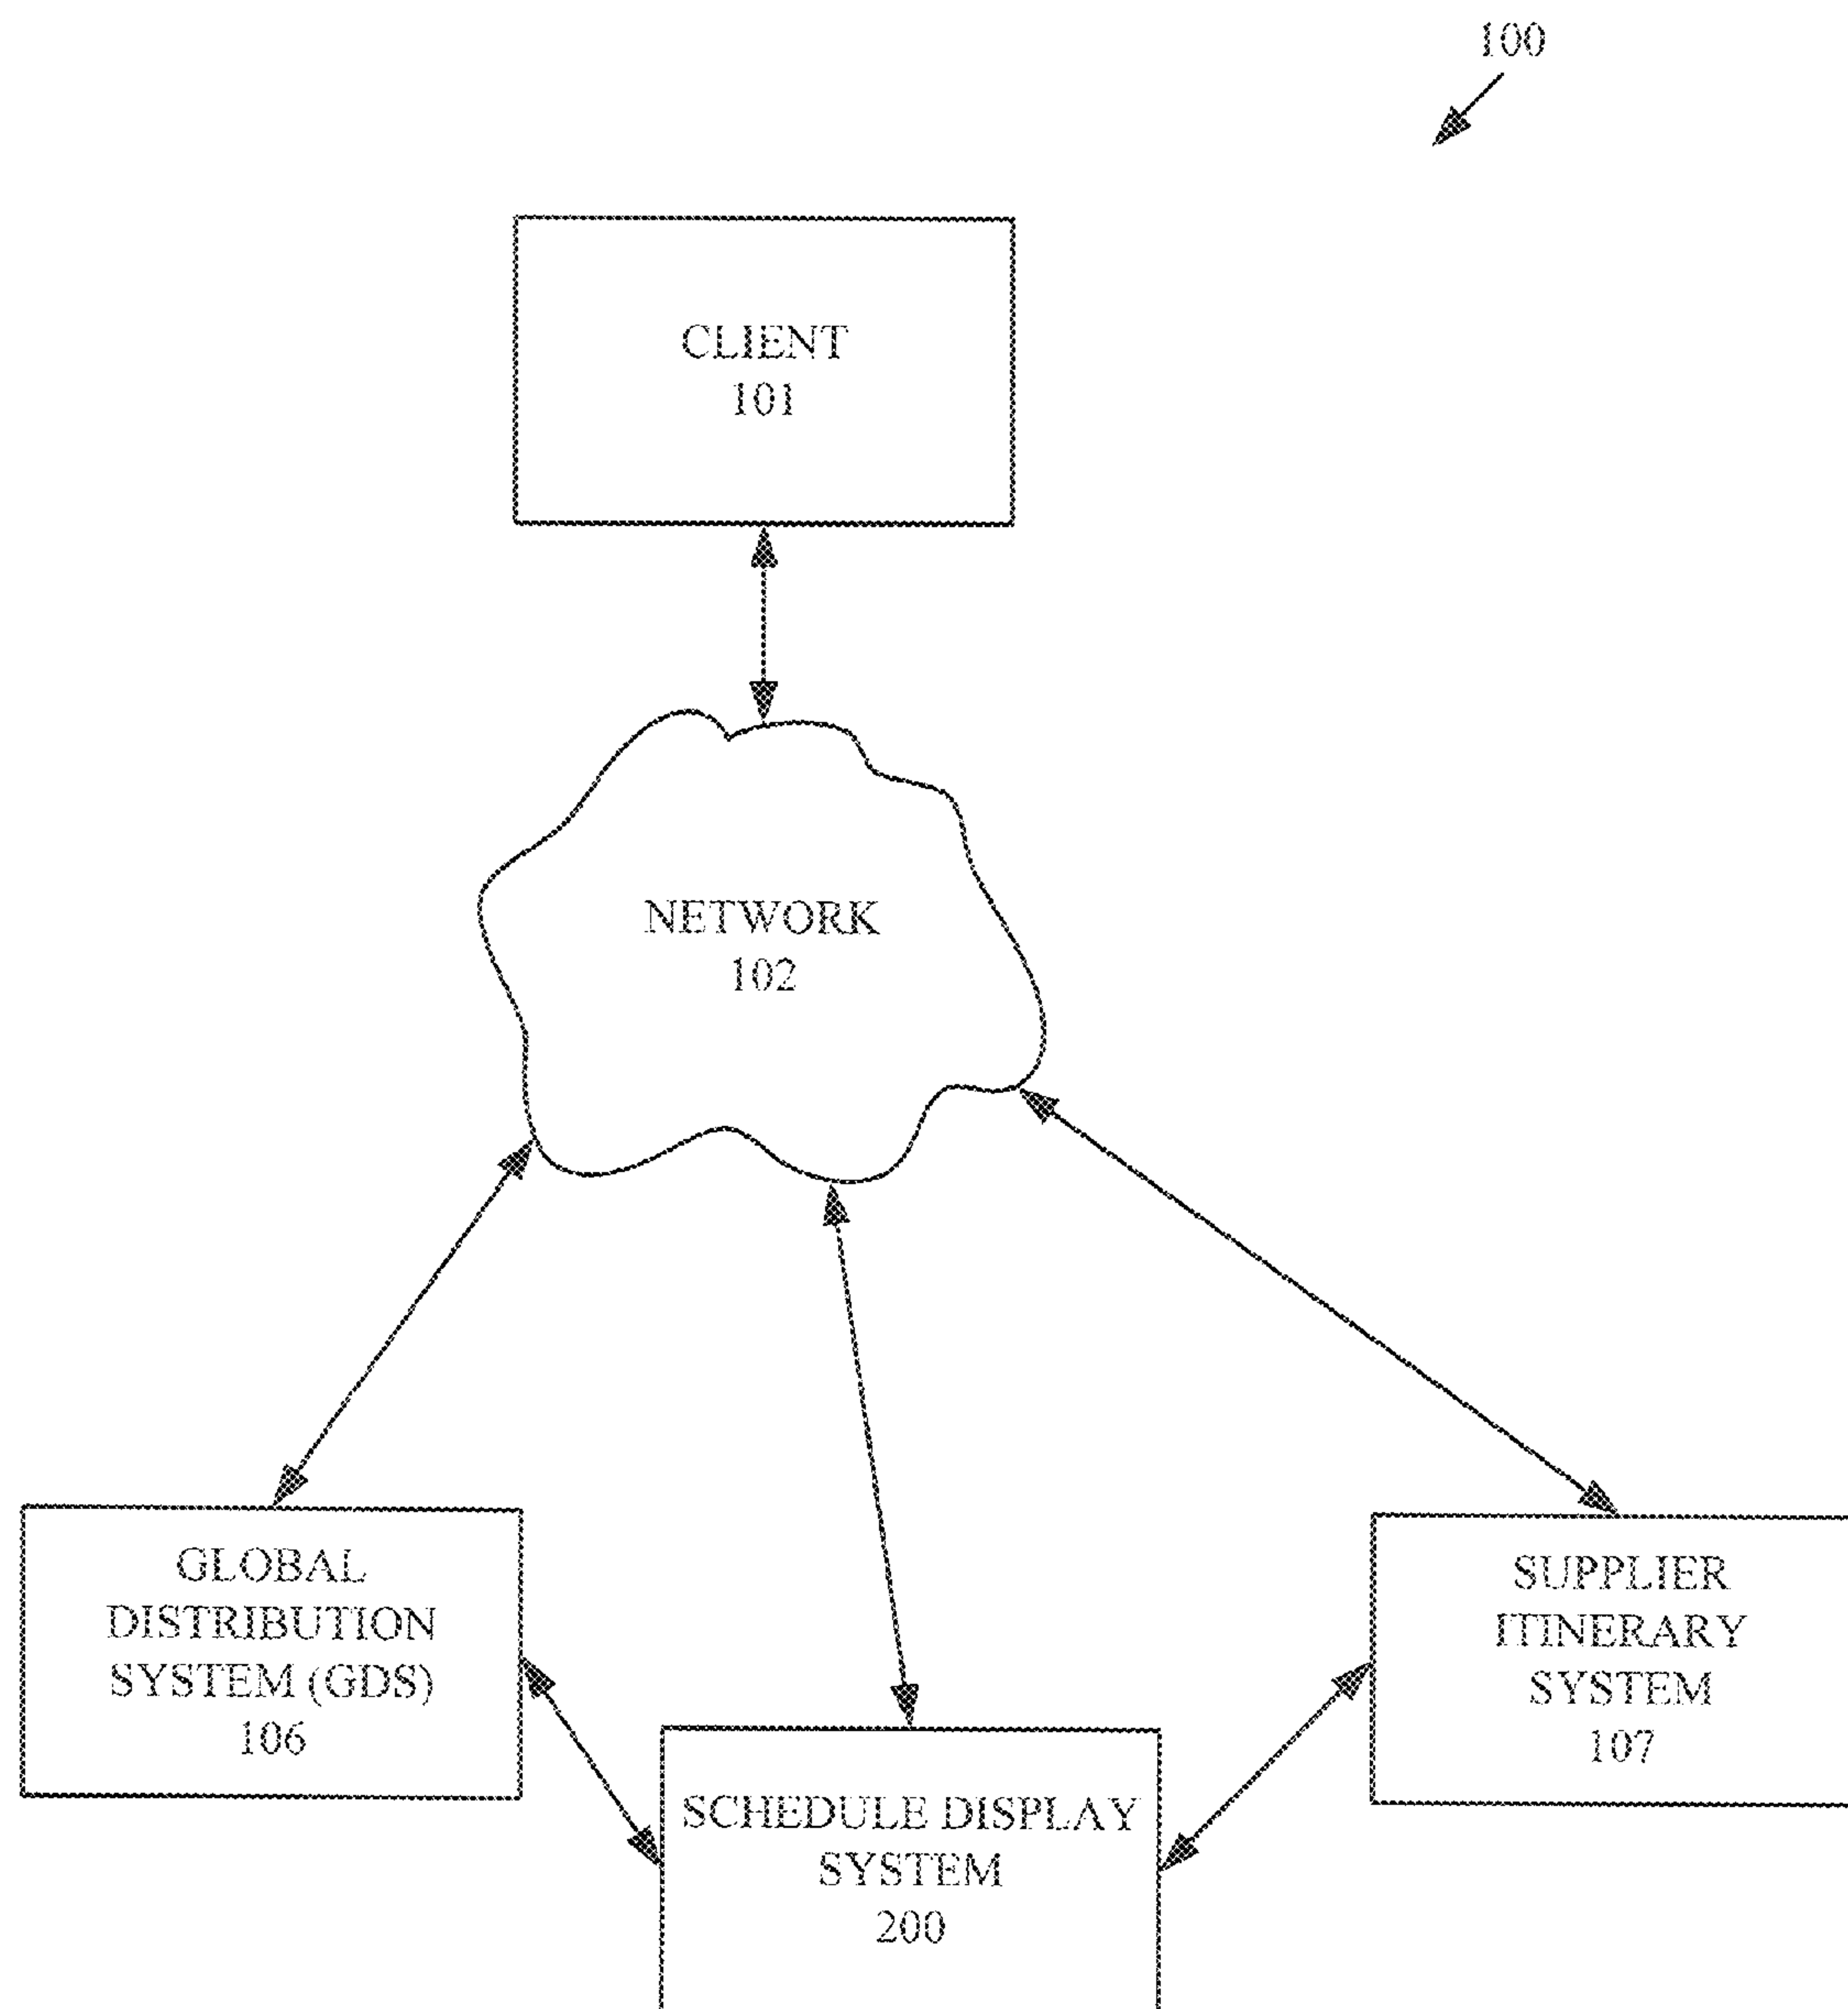 100
CLIENT
101
NETWORK
102
GLOBAL
DISTRIBUTION
SYSTEM (GDS)
106
SUPPLIER
ITINERARY
SYSTEM
107
SCHEDULE DISPLAY
SYSTEM
200